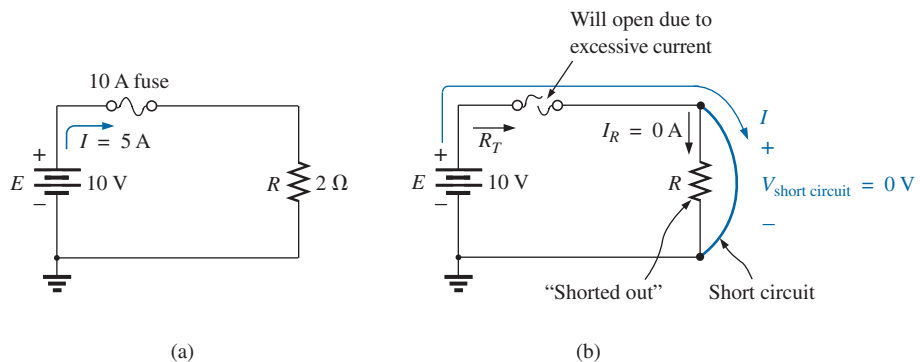 10 A fuse
I = 5 A
+
E
10 V
−
R
2 Ω
(a)
Will open due to
excessive current
I
R_T
I_R = 0 A
+
+
E
10 V
R
V_short circuit = 0 V
−
−
“Shorted out”
Short circuit
(b)